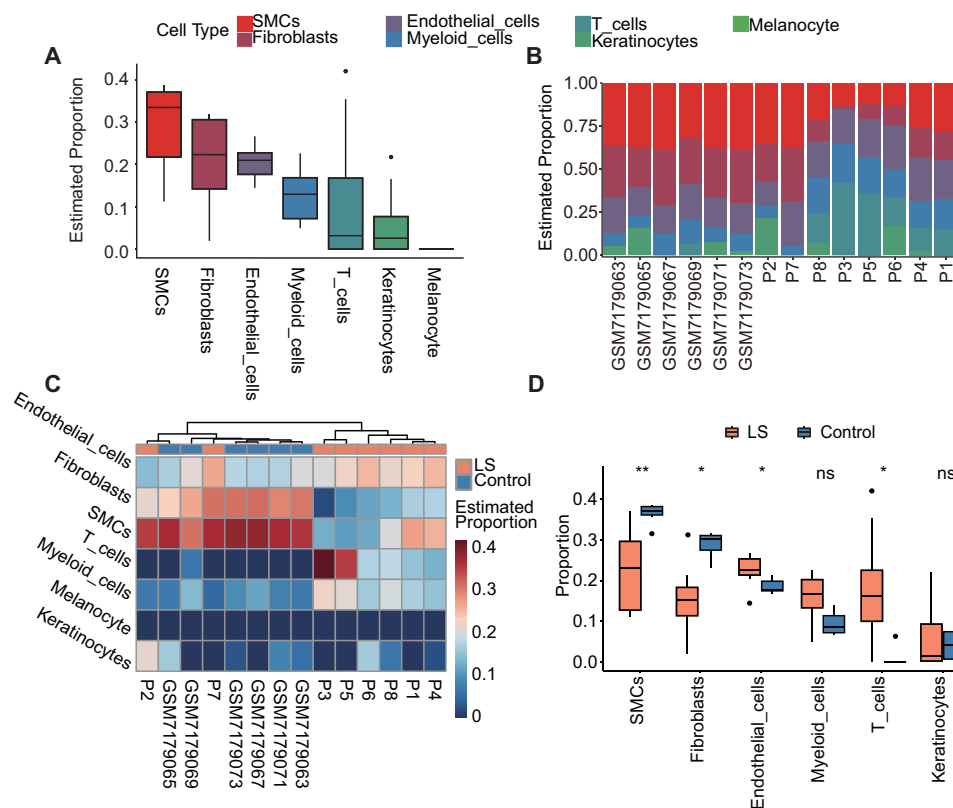 Cell Type
SMCs
Endothelial_cells
T_cells
Melanocyte
Fibroblasts
Myeloid_cells
Keratinocytes
A
Estimated Proportion
0.4
0.3
0.2
0.1
0.0
SMCs
Fibroblasts
Endothelial_cells
Myeloid_cells
T_cells
Keratinocytes
Melanocyte
B
Estimated Proportion
1.00
0.75
0.50
0.25
0.00
GSM7179063
GSM7179065
GSM7179067
GSM7179069
GSM7179071
GSM7179073
P2
P7
P8
P3
P5
P6
P4
P1
C
Endothelial_cells
Fibroblasts
SMCs
T_cells
Myeloid_cells
Melanocyte
Keratinocytes
P2
GSM7179065
GSM7179069
P7
GSM7179073
GSM7179067
GSM7179071
GSM7179063
P3
P5
P6
P8
P1
P4
LS
Control
Estimated
Proportion
0.4
0.3
0.2
0.1
0
D
LS
Control
Proportion
0.4
0.3
0.2
0.1
0.0
**
*
*
ns
*
ns
SMCs
Fibroblasts
Endothelial_cells
Myeloid_cells
T_cells
Keratinocytes